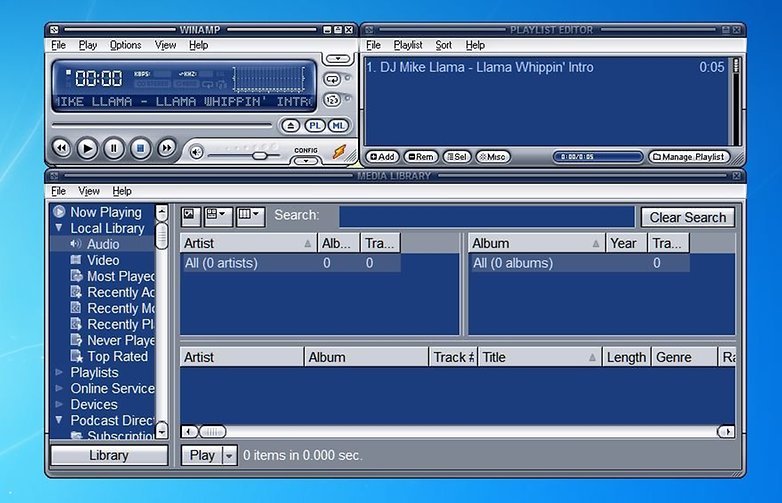 WINAMP
File Play Options View Help
00:00
KBPS: KHZ:
MIKE LLAMA - LLAMA WHIPPIN' INTRO
PL ML
CONFIG
PLAYLIST EDITOR
File Playlist Sort Help
1. DJ Mike Llama - Llama Whippin' Intro 0:05
Add Rem Sel Misc 0:00/0:05 Manage Playlist
MEDIA LIBRARY
File View Help
Now Playing
Local Library
Audio
Video
Most Played
Recently Ad
Recently Mo
Recently Pl
Never Playe
Top Rated
Playlists
Online Service
Devices
Podcast Direc
Subscription
Library
Search: Clear Search
Artist Alb... Tra...
All (0 artists) 0 0
Album Year Tra...
All (0 albums) 0
Artist Album Track # Title Length Genre Ra
Play 0 items in 0.000 sec.